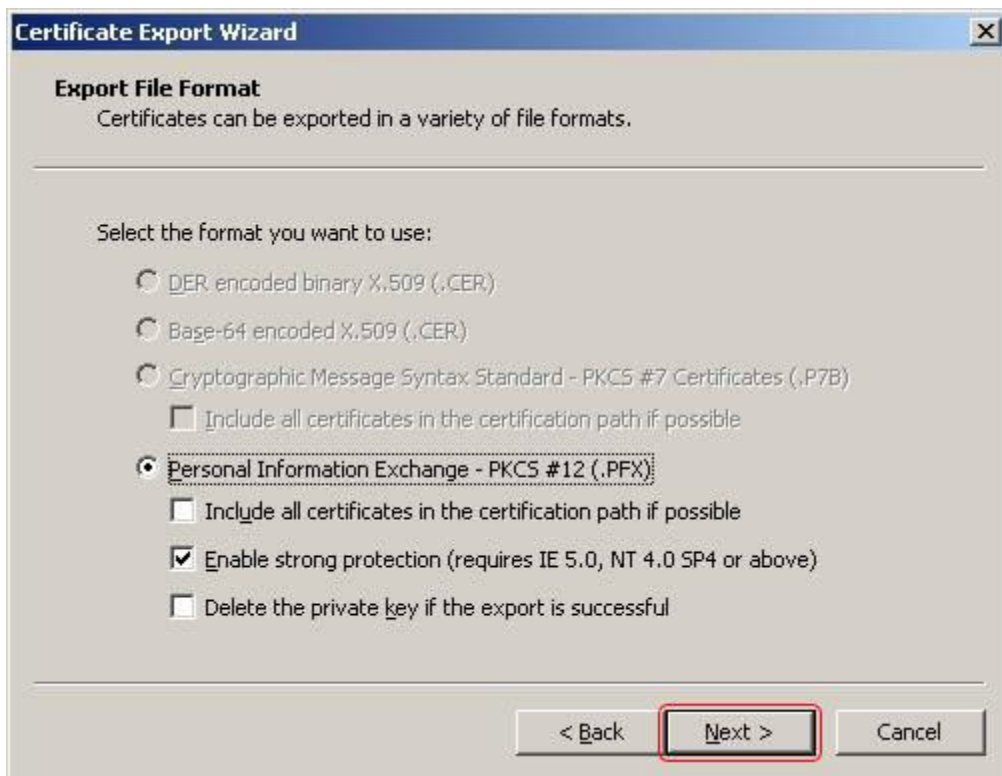 Certificate Export Wizard
Export File Format
Certificates can be exported in a variety of file formats.
Select the format you want to use:
DER encoded binary X.509 (.CER)
Base-64 encoded X.509 (.CER)
Cryptographic Message Syntax Standard - PKCS #7 Certificates (.P7B)
Include all certificates in the certification path if possible
Personal Information Exchange - PKCS #12 (.PFX)
Include all certificates in the certification path if possible
Enable strong protection (requires IE 5.0, NT 4.0 SP4 or above)
Delete the private key if the export is successful
< Back Next > Cancel